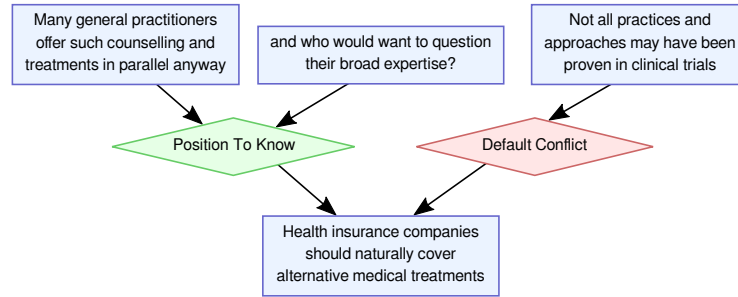 Many general practitioners
offer such counselling and
treatments in parallel anyway
and who would want to question
their broad expertise?
Not all practices and
approaches may have been
proven in clinical trials
Position To Know
Default Conflict
Health insurance companies
should naturally cover
alternative medical treatments